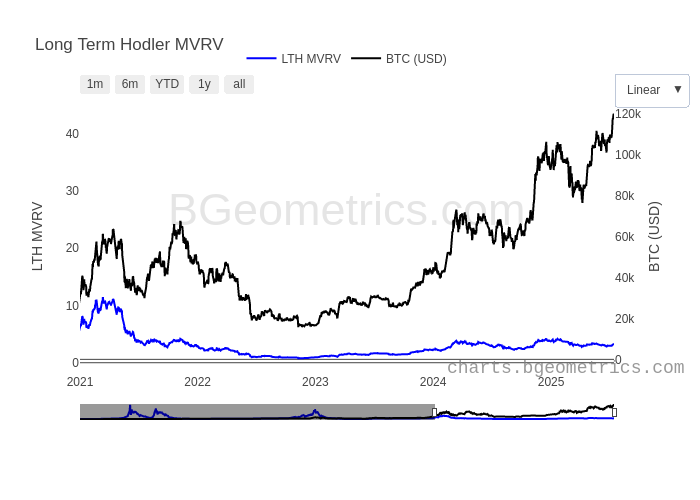 Long Term Hodler MVRV
LTH MVRV
BTC (USD)
1m 6m YTD 1y all
Linear ▼
120k
40
100k
30
80k
BGeometrics.com
LTH MVRV
BTC (USD)
20
60k
40k
10
20k
0
0
charts.bgeometrics.com
2021 2022 2023 2024 2025